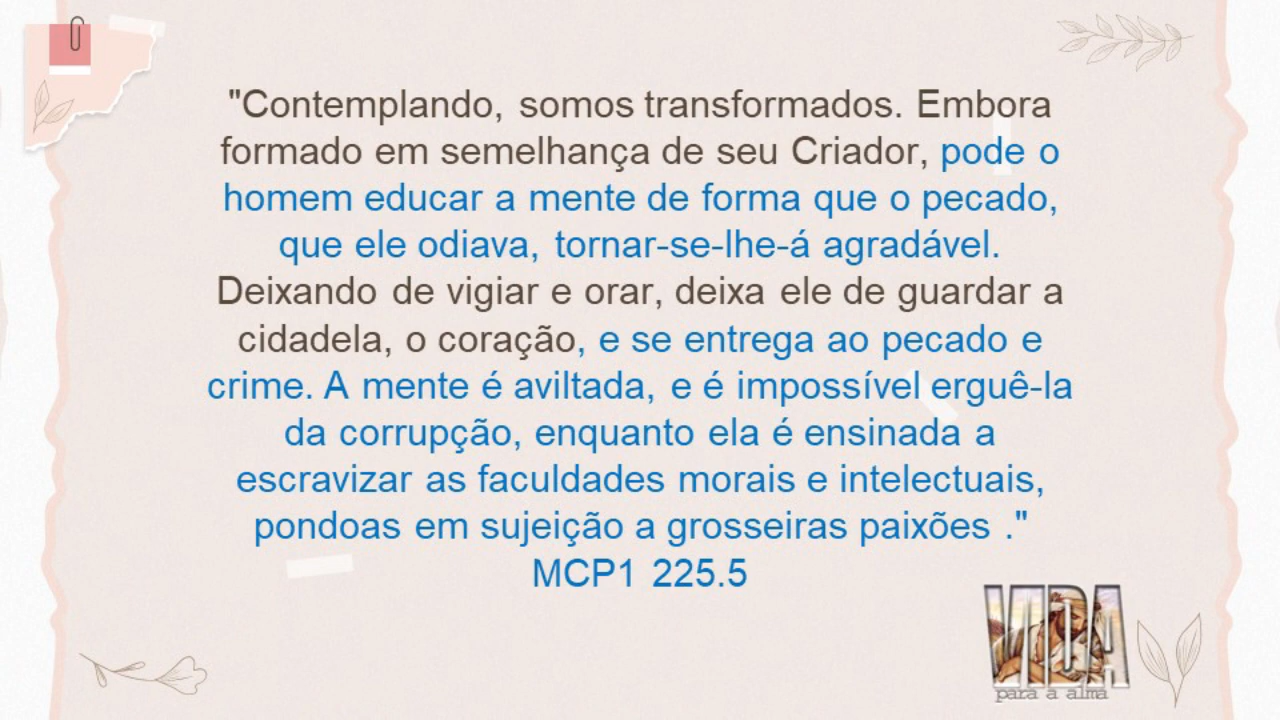 "Contemplando, somos transformados. Embora
formado em semelhança de seu Criador, pode o
homem educar a mente de forma que o pecado,
que ele odiava, tornar-se-lhe-á agradável.
Deixando de vigiar e orar, deixa ele de guardar a
cidadela, o coração, e se entrega ao pecado e
crime. A mente é aviltada, e é impossível erguê-la
da corrupção, enquanto ela é ensinada a
escravizar as faculdades morais e intelectuais,
pondoas em sujeição a grosseiras paixões ."
MCP1 225.5
VIDA
para a alma